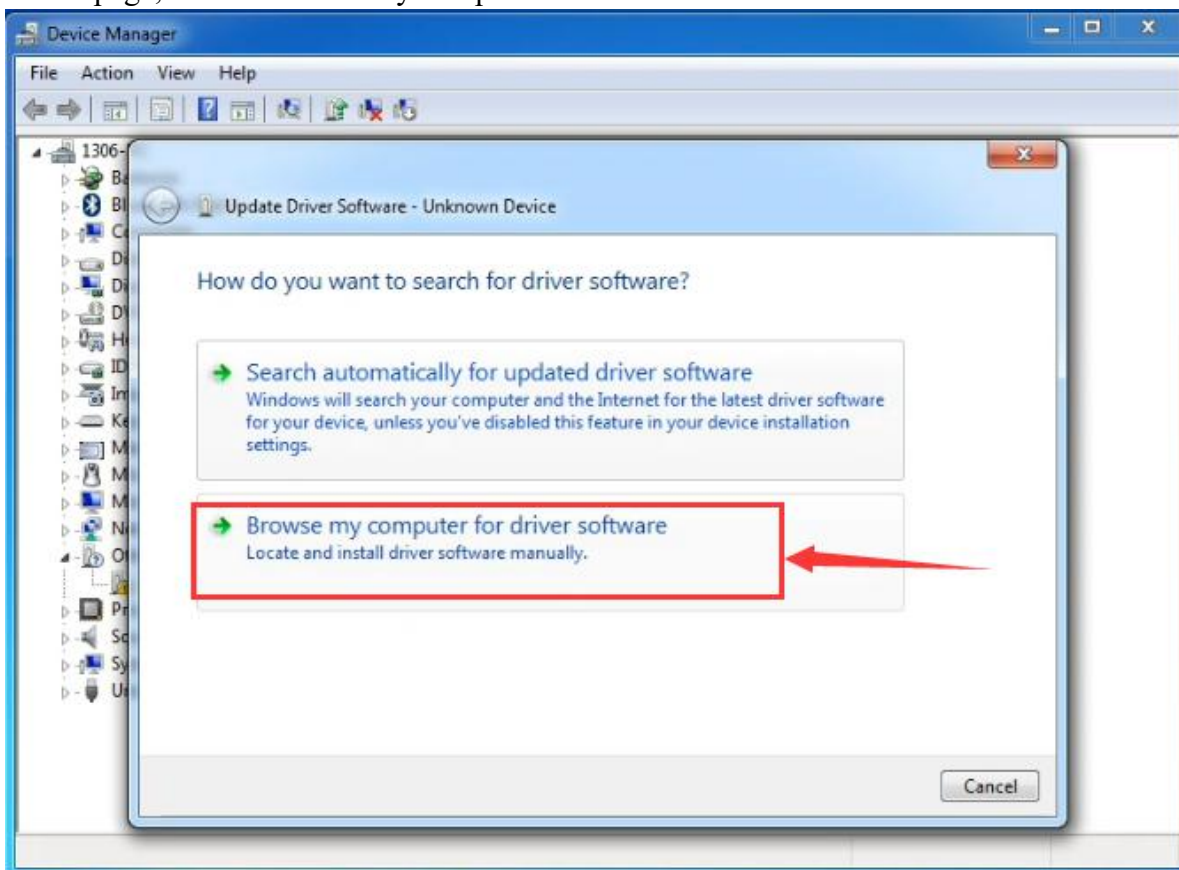 Device Manager
File Action View Help
1306-
Update Driver Software - Unknown Device
How do you want to search for driver software?
Search automatically for updated driver software
Windows will search your computer and the Internet for the latest driver software
for your device, unless you've disabled this feature in your device installation
settings.
Browse my computer for driver software
Locate and install driver software manually.
Cancel